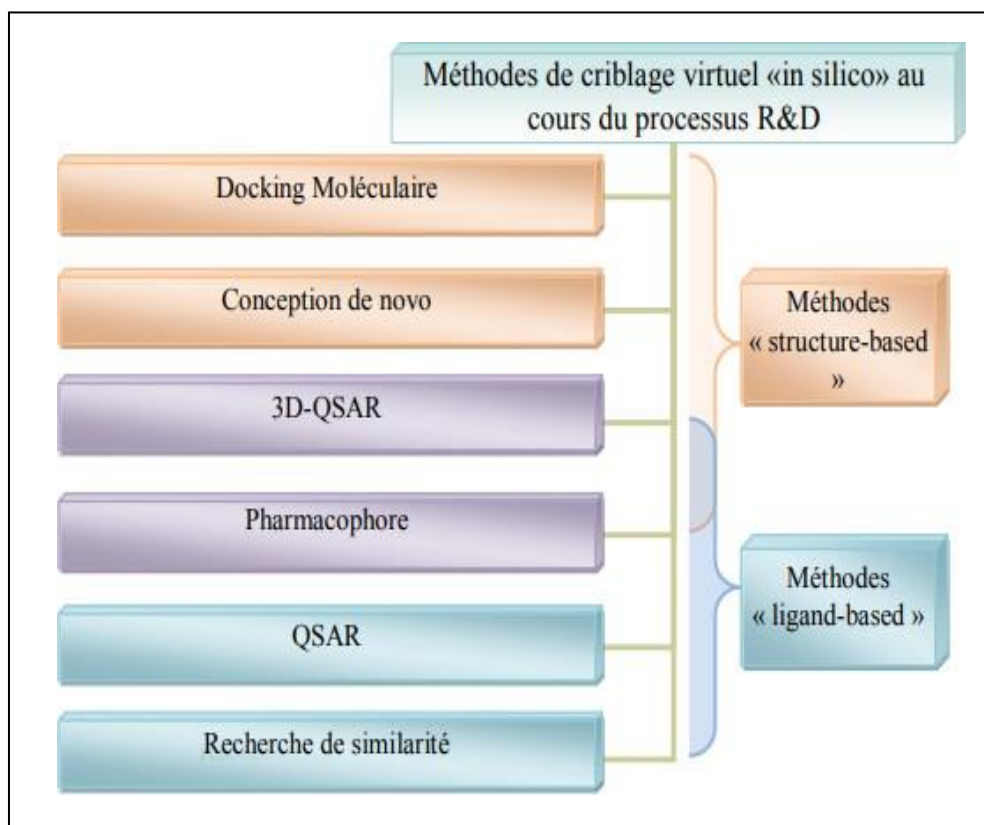 Méthodes de criblage virtuel «in silico» au
cours du processus R&D
Docking Moléculaire
Conception de novo
3D-QSAR
Pharmacophore
QSAR
Recherche de similarité
Méthodes
« structure-based
»
Méthodes
« ligand-based »